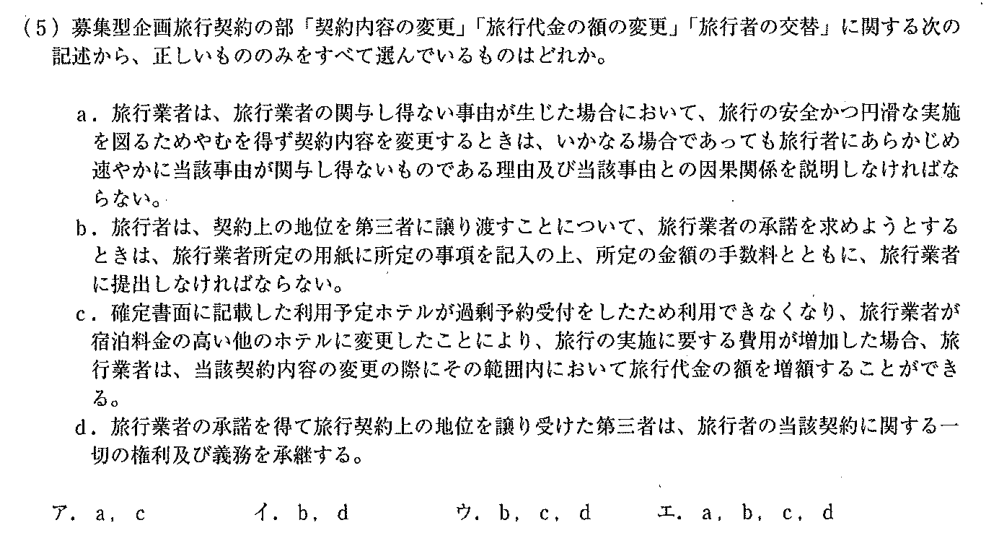 (5) 募集型企画旅行契約の部「契約内容の変更」「旅行代金の額の変更」「旅行者の交替」に関する次の
記述から、正しいもののみをすべて選んでいるものはどれか。
a．旅行業者は、旅行業者の関与し得ない事由が生じた場合において、旅行の安全かつ円滑な実施
を図るためやむを得ず契約内容を変更するときは、いかなる場合であっても旅行者にあらかじめ
速やかに当該事由が関与し得ないものである理由及び当該事由との因果関係を説明しなければな
らない。
b．旅行者は、契約上の地位を第三者に譲り渡すことについて、旅行業者の承諾を求めようとする
ときは、旅行業者所定の用紙に所定の事項を記入の上、所定の金額の手数料とともに、旅行業者
に提出しなければならない。
c．確定書面に記載した利用予定ホテルが過剰予約受付をしたため利用できなくなり、旅行業者が
宿泊料金の高い他のホテルに変更したことにより、旅行の実施に要する費用が増加した場合、旅
行業者は、当該契約内容の変更の際にその範囲内において旅行代金の額を増額することができ
る。
d．旅行業者の承諾を得て旅行契約上の地位を譲り受けた第三者は、旅行者の当該契約に関する一
切の権利及び義務を承継する。
ア．a，c　イ．b，d　ウ．b，c，d　エ．a，b，c，d